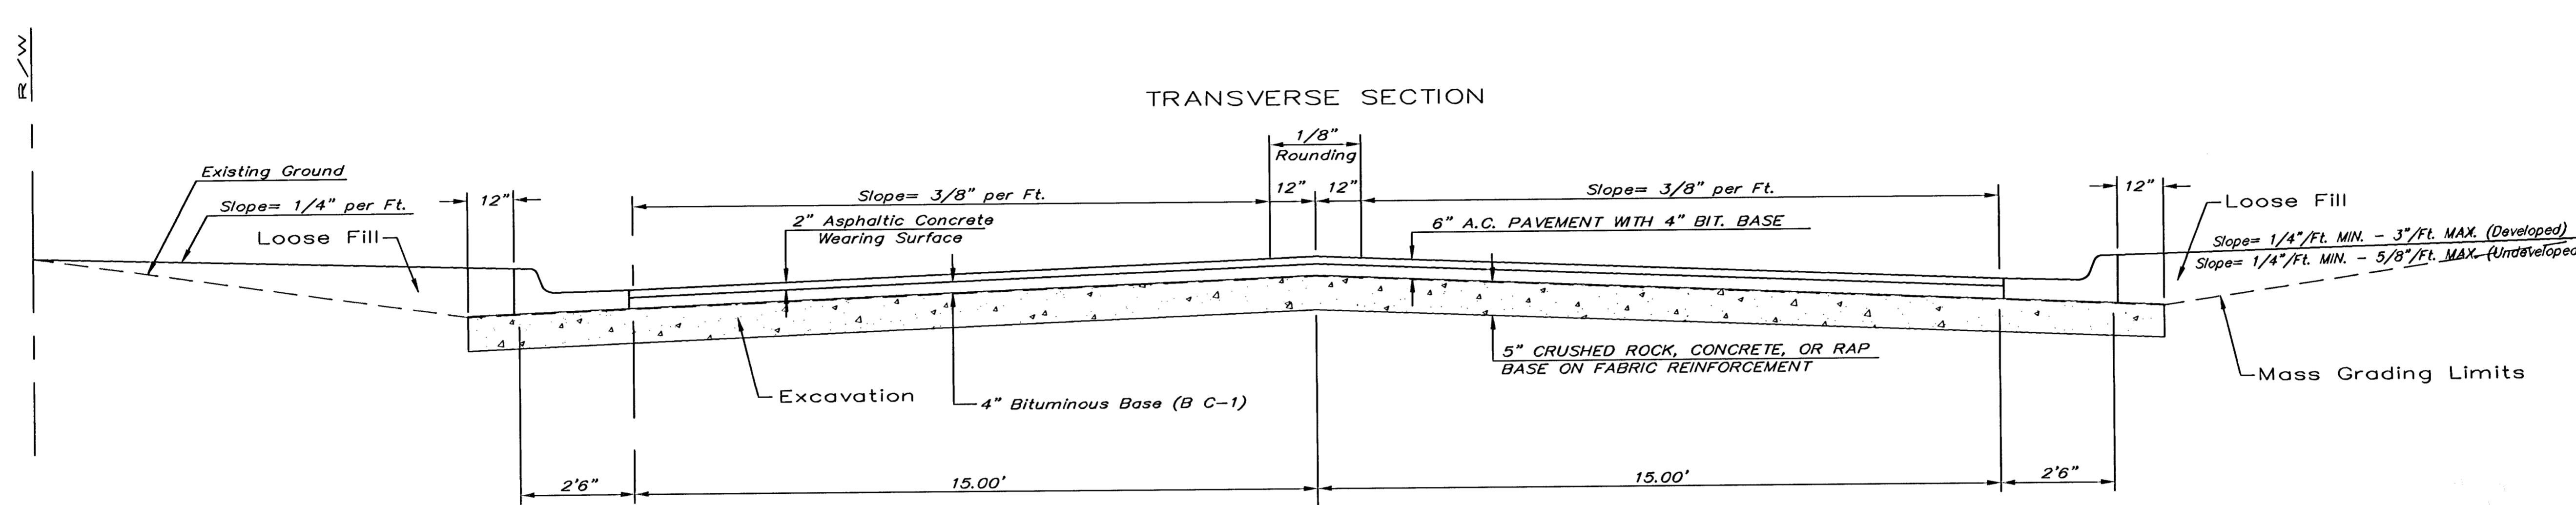 R/W
TRANSVERSE SECTION
1/8"
Rounding
Existing Ground
Slope= 1/4" per Ft.
Loose Fill
12"
Slope= 3/8" per Ft.
2" Asphaltic Concrete
Wearing Surface
12"
12"
Slope= 3/8" per Ft.
6" A.C. PAVEMENT WITH 4" BIT. BASE
12"
Loose Fill
Slope= 1/4"/Ft. MIN. - 3"/Ft. MAX. (Developed)
Slope= 1/4"/Ft. MIN. - 5/8"/Ft. MAX. (Undeveloped
5" CRUSHED ROCK, CONCRETE, OR RAP
BASE ON FABRIC REINFORCEMENT
Mass Grading Limits
Excavation
4" Bituminous Base (B C-1)
2'6"
15.00'
15.00'
2'6"